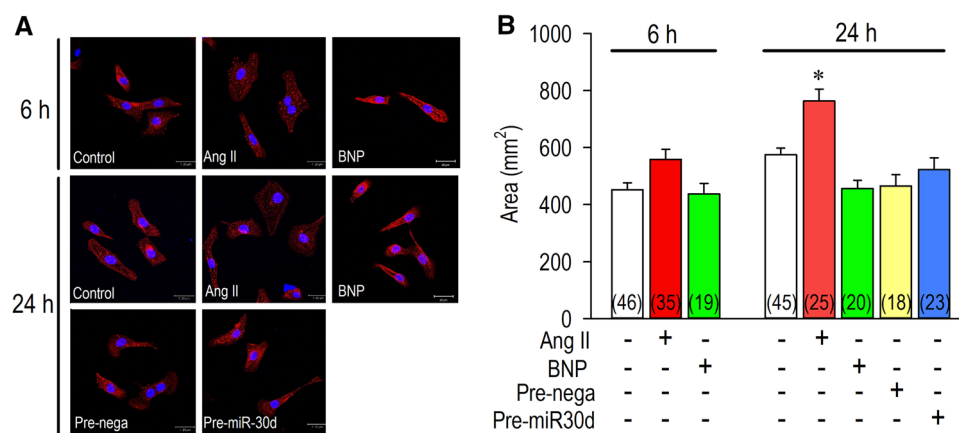 A
6 h
Control
Ang II
BNP
24 h
Control
Ang II
BNP
Pre-nega
Pre-miR-30d
B
6 h 24 h
Area (mm²)
1000
800
600
400
200
0
*
(46) (35) (19) (45) (25) (20) (18) (23)
Ang II - + - - + - - -
BNP - - + - - + - -
Pre-nega - - - - - - + -
Pre-miR30d - - - - - - - +